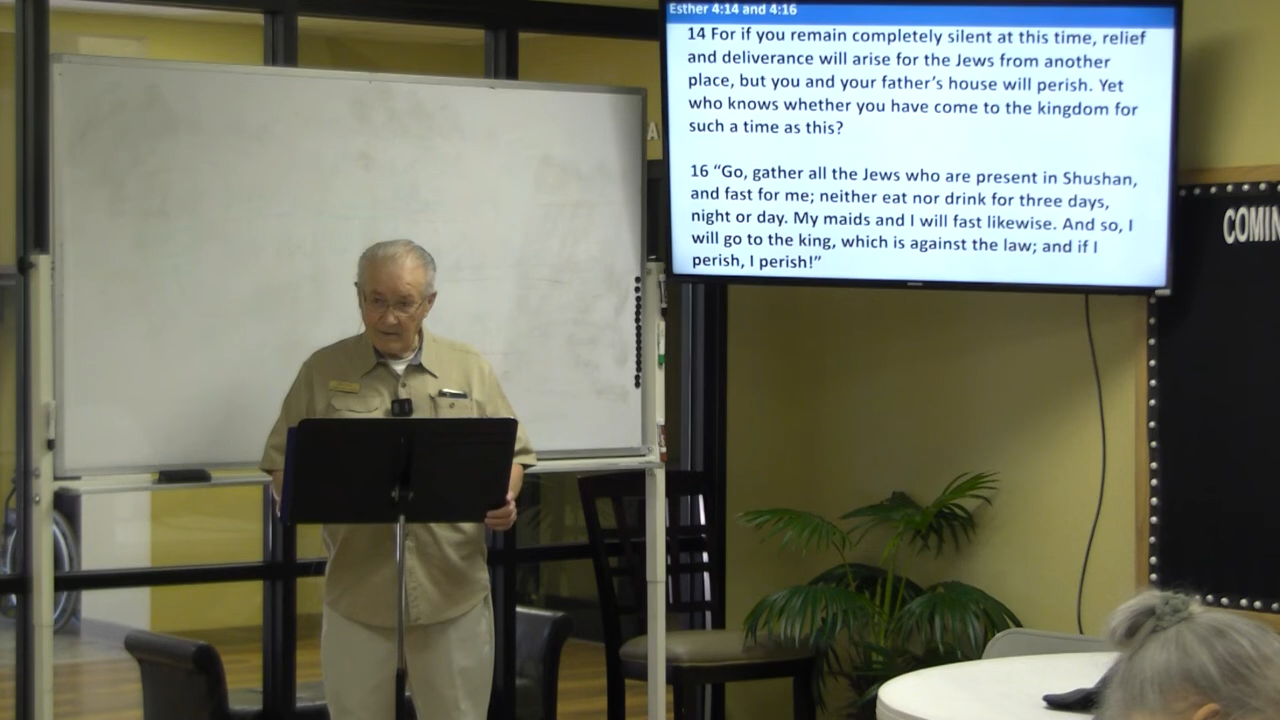 Esther 4:14 and 4:16
14 For if you remain completely silent at this time, relief
and deliverance will arise for the Jews from another
place, but you and your father’s house will perish. Yet
who knows whether you have come to the kingdom for
such a time as this?
16 “Go, gather all the Jews who are present in Shushan,
and fast for me; neither eat nor drink for three days,
night or day. My maids and I will fast likewise. And so, I
will go to the king, which is against the law; and if I
perish, I perish!”
A
COMIN